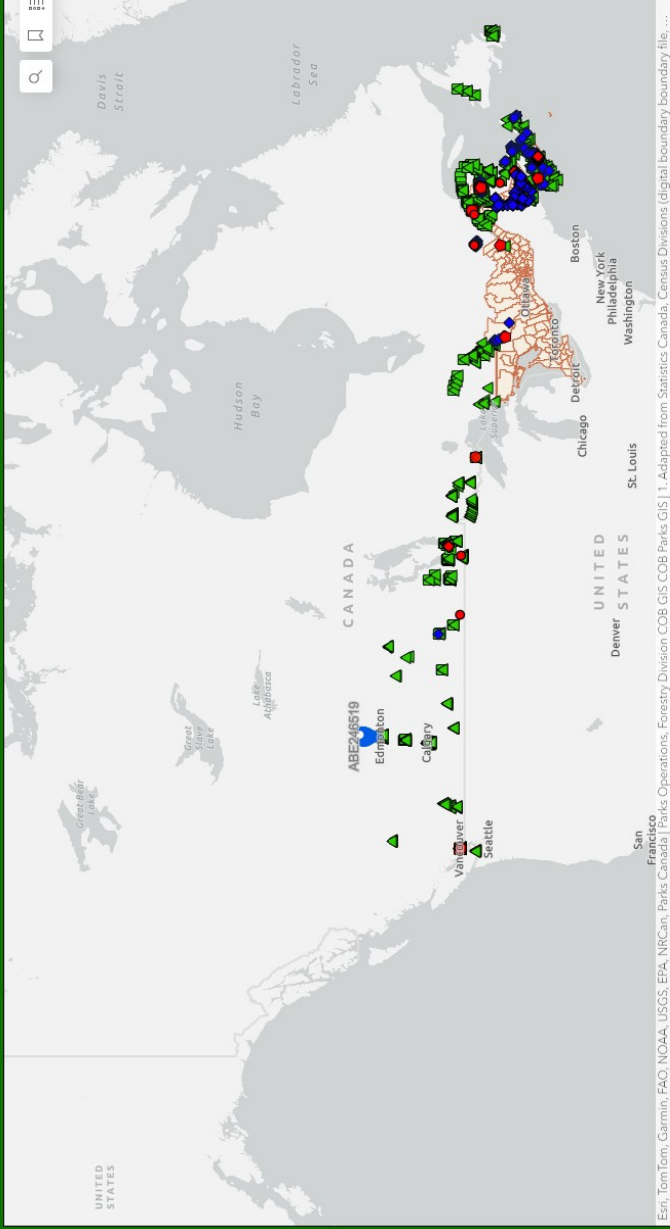 UNITED
STATES
Great Bear
Lake
Great
Slave
Lake
Lake
Athabasca
Hudson
Bay
Davis
Strait
Labrador
Sea
CANADA
ABE246519
Edmonton
Calgary
Vancouver
Seattle
Lake
Superior
Ottawa
Toronto
Detroit
Boston
New York
Philadelphia
Washington
Chicago
St. Louis
UNITED
STATES
Denver
San
Francisco
Esri, TomTom, Garmin, FAO, NOAA, USGS, EPA, NRCan, Parks Canada | Parks Operations, Forestry Division COB GIS COB Parks GIS | 1. Adapted from Statistics Canada, Census Divisions (digital boundary file, ...